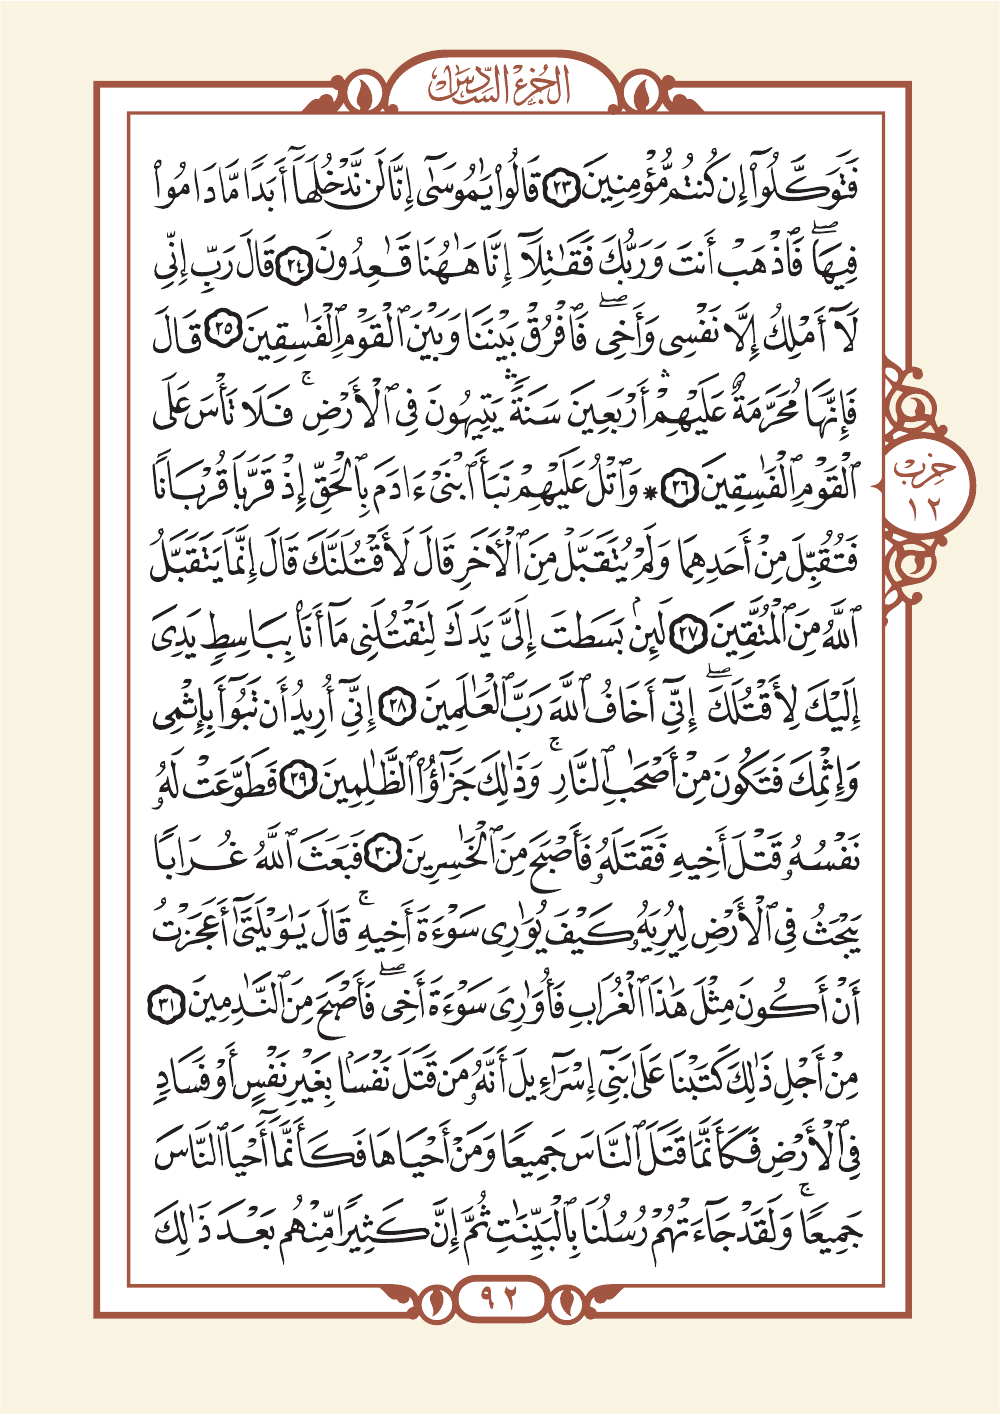 الجزء السادس
فَتَوَكَّلُوٓا۟ إِن كُنتُم مُّؤْمِنِينَ ٢٣ قَالُوا۟ يَٰمُوسَىٰٓ إِنَّا لَن نَّدْخُلَهَآ أَبَدًا مَّا دَامُوا۟
فِيهَا ۖ فَٱذْهَبْ أَنتَ وَرَبُّكَ فَقَٰتِلَآ إِنَّا هَٰهُنَا قَٰعِدُونَ ٢٤ قَالَ رَبِّ إِنِّى
لَآ أَمْلِكُ إِلَّا نَفْسِى وَأَخِى ۖ فَٱفْرُقْ بَيْنَنَا وَبَيْنَ ٱلْقَوْمِ ٱلْفَٰسِقِينَ ٢٥ قَالَ
فَإِنَّهَا مُحَرَّمَةٌ عَلَيْهِمْ ۛ أَرْبَعِينَ سَنَةً ۛ يَتِيهُونَ فِى ٱلْأَرْضِ ۚ فَلَا تَأْسَ عَلَى
ٱلْقَوْمِ ٱلْفَٰسِقِينَ ٢٦ * وَٱتْلُ عَلَيْهِمْ نَبَأَ ٱبْنَىْ ءَادَمَ بِٱلْحَقِّ إِذْ قَرَّبَا قُرْبَانًا
فَتُقُبِّلَ مِنْ أَحَدِهِمَا وَلَمْ يُتَقَبَّلْ مِنَ ٱلْـَٔاخَرِ قَالَ لَأَقْتُلَنَّكَ قَالَ إِنَّمَا يَتَقَبَّلُ
ٱللَّهُ مِنَ ٱلْمُتَّقِينَ ٢٧ لَئِنۢ بَسَطتَ إِلَىَّ يَدَكَ لِتَقْتُلَنِى مَآ أَنَا۠ بِبَاسِطٍ يَدِىَ
إِلَيْكَ لِأَقْتُلَكَ ۖ إِنِّىٓ أَخَافُ ٱللَّهَ رَبَّ ٱلْعَٰلَمِينَ ٢٨ إِنِّىٓ أُرِيدُ أَن تَبُوٓأَ بِإِثْمِى
وَإِثْمِكَ فَتَكُونَ مِنْ أَصْحَٰبِ ٱلنَّارِ ۚ وَذَٰلِكَ جَزَٰٓؤُا۟ ٱلظَّٰلِمِينَ ٢٩ فَطَوَّعَتْ لَهُۥ
نَفْسُهُۥ قَتْلَ أَخِيهِ فَقَتَلَهُۥ فَأَصْبَحَ مِنَ ٱلْخَٰسِرِينَ ٣٠ فَبَعَثَ ٱللَّهُ غُرَابًا
يَبْحَثُ فِى ٱلْأَرْضِ لِيُرِيَهُۥ كَيْفَ يُوَٰرِى سَوْءَةَ أَخِيهِ ۚ قَالَ يَٰوَيْلَتَىٰٓ أَعَجَزْتُ
أَنْ أَكُونَ مِثْلَ هَٰذَا ٱلْغُرَابِ فَأُوَٰرِىَ سَوْءَةَ أَخِى ۖ فَأَصْبَحَ مِنَ ٱلنَّٰدِمِينَ ٣١
مِنْ أَجْلِ ذَٰلِكَ كَتَبْنَا عَلَىٰ بَنِىٓ إِسْرَٰٓءِيلَ أَنَّهُۥ مَن قَتَلَ نَفْسًۢا بِغَيْرِ نَفْسٍ أَوْ فَسَادٍ
فِى ٱلْأَرْضِ فَكَأَنَّمَا قَتَلَ ٱلنَّاسَ جَمِيعًا وَمَنْ أَحْيَاهَا فَكَأَنَّمَآ أَحْيَا ٱلنَّاسَ
جَمِيعًا ۚ وَلَقَدْ جَآءَتْهُمْ رُسُلُنَا بِٱلْبَيِّنَٰتِ ثُمَّ إِنَّ كَثِيرًا مِّنْهُم بَعْدَ ذَٰلِكَ
حزب
١٢
٩٢